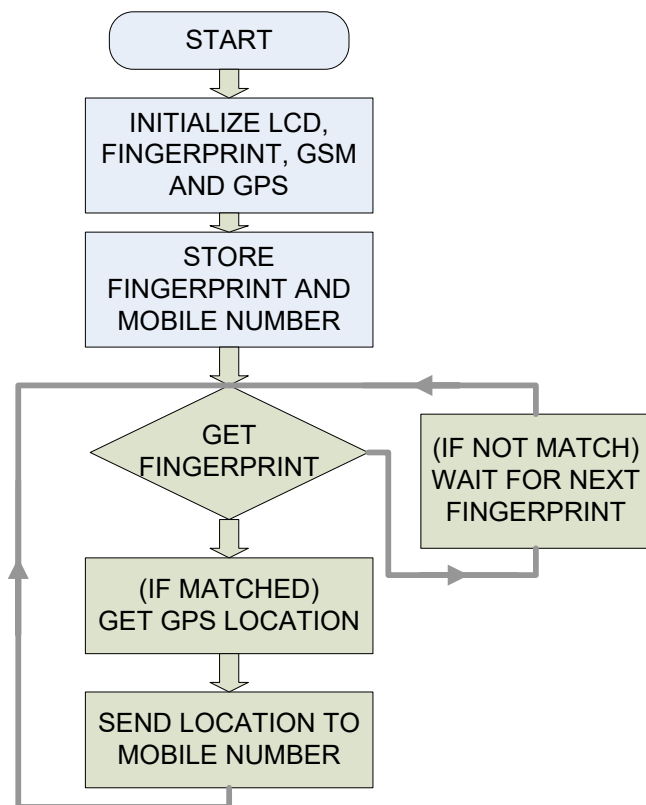 START
INITIALIZE LCD,
FINGERPRINT, GSM
AND GPS
STORE
FINGERPRINT AND
MOBILE NUMBER
GET
FINGERPRINT
(IF NOT MATCH)
WAIT FOR NEXT
FINGERPRINT
(IF MATCHED)
GET GPS LOCATION
SEND LOCATION TO
MOBILE NUMBER